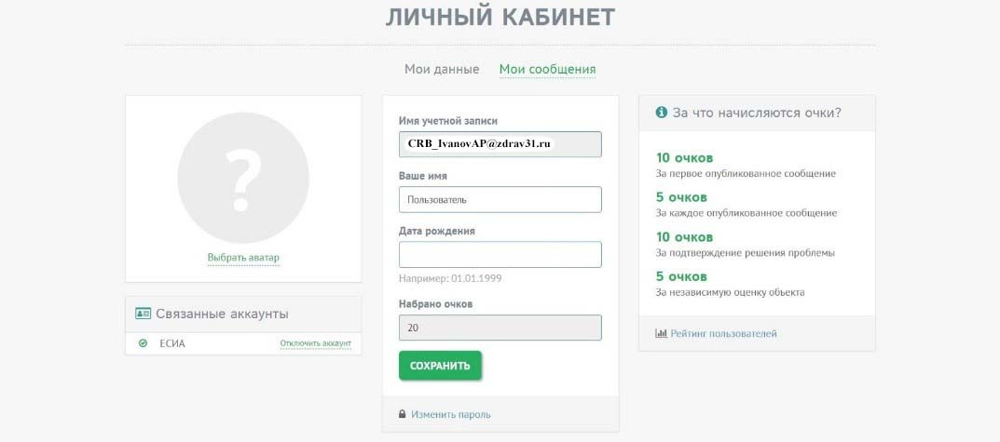 ЛИЧНЫЙ КАБИНЕТ
Мои данные
Мои сообщения
?
Выбрать аватар
Связанные аккаунты
ЕСИА
Отключить аккаунт
Имя учетной записи
CRB_IvanovAP@zdrav31.ru
Ваше имя
Пользователь
Дата рождения
Например: 01.01.1999
Набрано очков
20
СОХРАНИТЬ
Изменить пароль
За что начисляются очки?
10 очков
За первое опубликованное сообщение
5 очков
За каждое опубликованное сообщение
10 очков
За подтверждение решения проблемы
5 очков
За независимую оценку объекта
Рейтинг пользователей